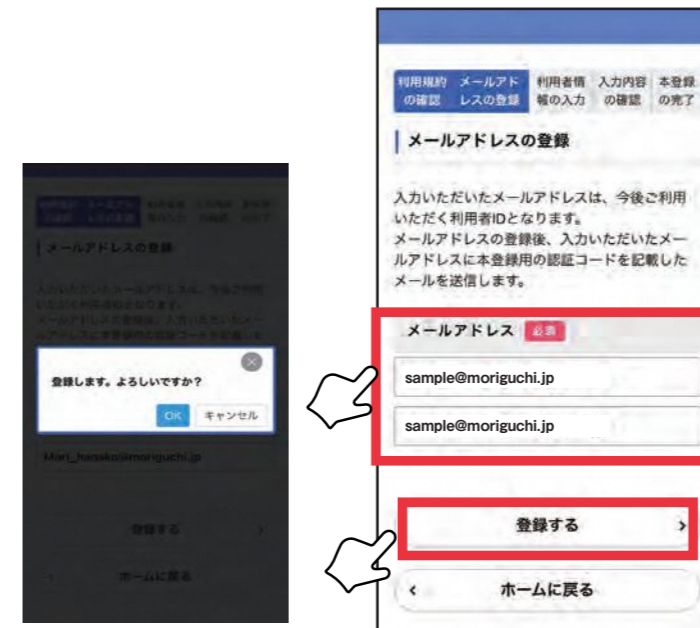 メールアドレスの登録
登録します。よろしいですか？
OK キャンセル
Mori_hanako@moriguchi.jp
登録する
ホームに戻る
利用規約の確認 メールアドレスの登録 利用者情報の入力 入力内容の確認 本登録の完了
メールアドレスの登録
入力いただいたメールアドレスは、今後ご利用
いただく利用者IDとなります。
メールアドレスの登録後、入力いただいたメー
ルアドレスに本登録用の認証コードを記載した
メールを送信します。
メールアドレス 必須
sample@moriguchi.jp
sample@moriguchi.jp
登録する
ホームに戻る